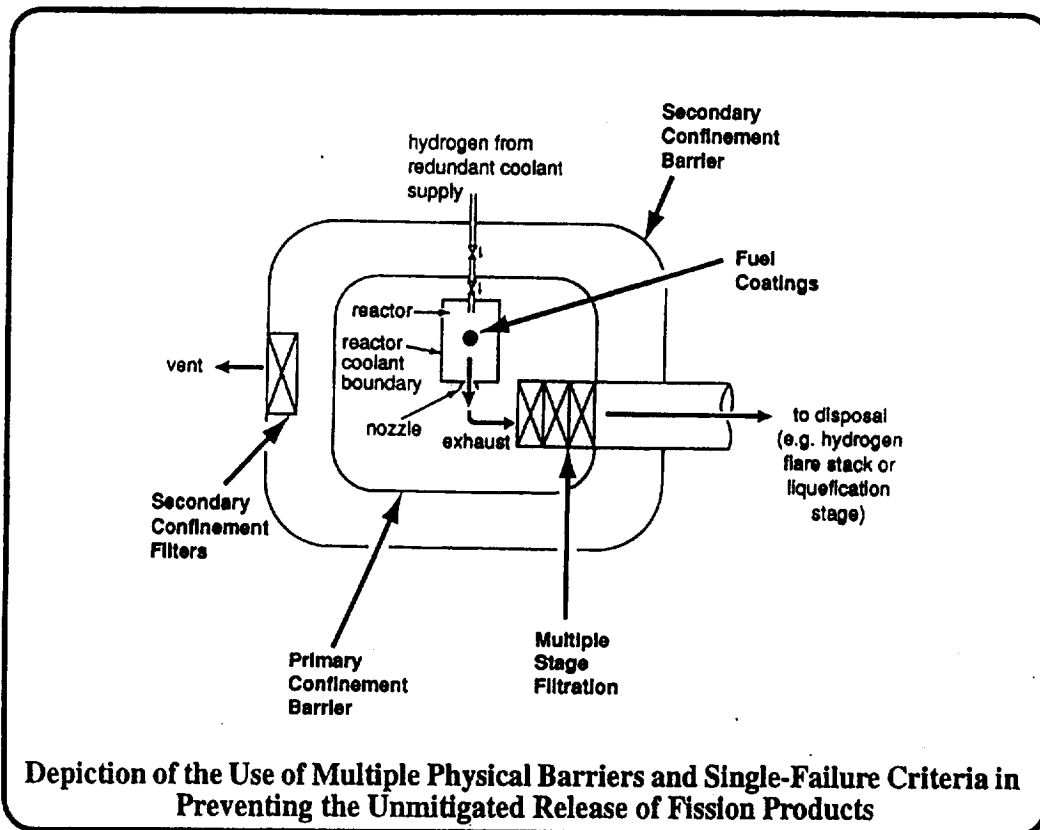 Secondary
Confinement
Barrier
hydrogen from
redundant coolant
supply
Fuel
Coatings
reactor
reactor
coolant
boundary
vent
nozzle
exhaust
to disposal
(e.g. hydrogen
flare stack or
liquefication
stage)
Secondary
Confinement
Filters
Primary
Confinement
Barrier
Multiple
Stage
Filtration
Depiction of the Use of Multiple Physical Barriers and Single-Failure Criteria in
Preventing the Unmitigated Release of Fission Products